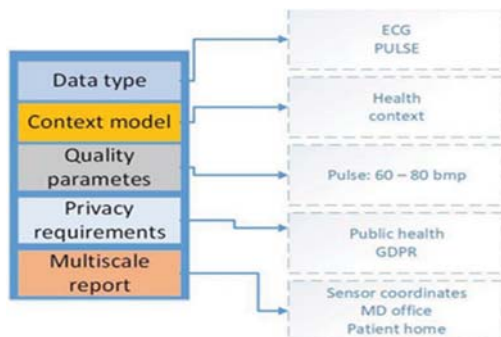 Data type
Context model
Quality
parametes
Privacy
requirements
Multiscale
report
ECG
PULSE
Health
context
Pulse: 60 – 80 bmp
Public health
GDPR
Sensor coordinates
MD office
Patient home